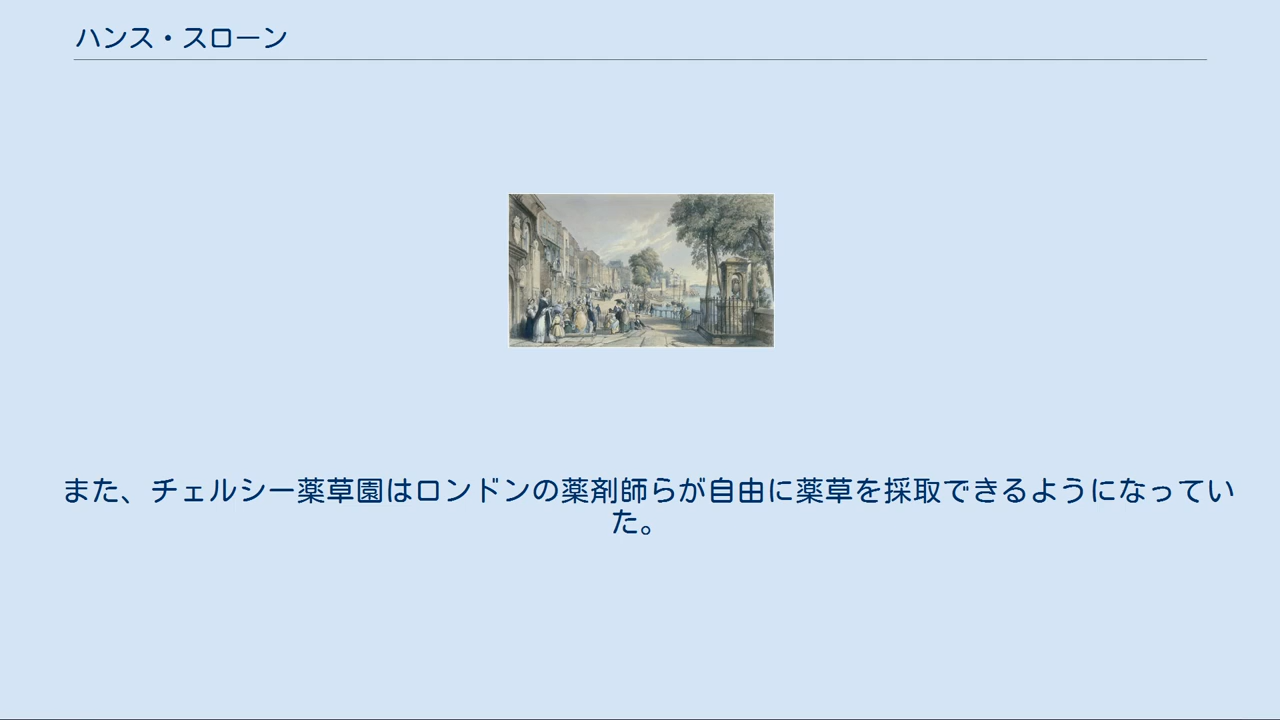 ハンス・スローン
また、チェルシー薬草園はロンドンの薬剤師らが自由に薬草を採取できるようになってい
た。